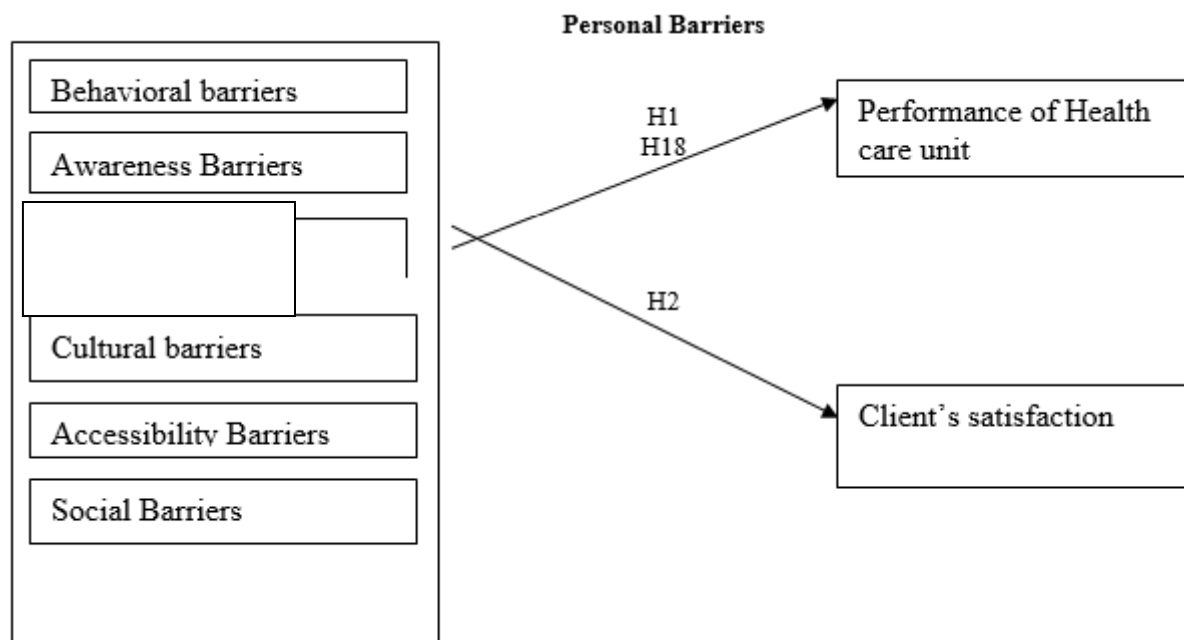 Personal Barriers
Behavioral barriers
Awareness Barriers
Cultural barriers
Accessibility Barriers
Social Barriers
H1
H18
H2
Performance of Health
care unit
Client’s satisfaction